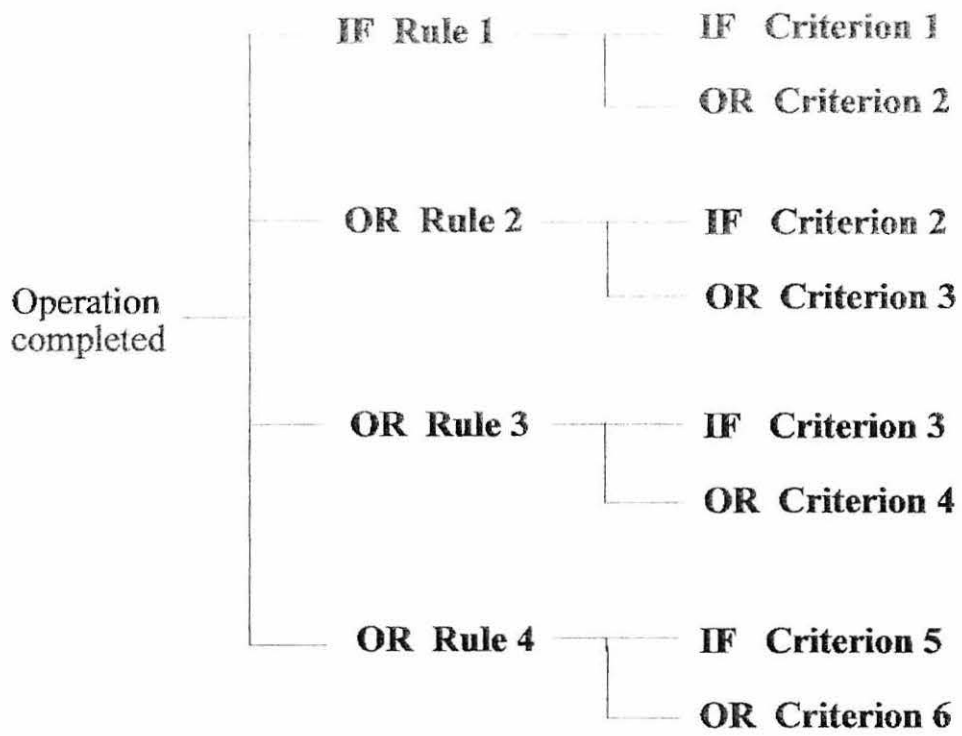 IF Rule 1
IF Criterion 1
OR Criterion 2
OR Rule 2
IF Criterion 2
OR Criterion 3
Operation
completed
OR Rule 3
IF Criterion 3
OR Criterion 4
OR Rule 4
IF Criterion 5
OR Criterion 6